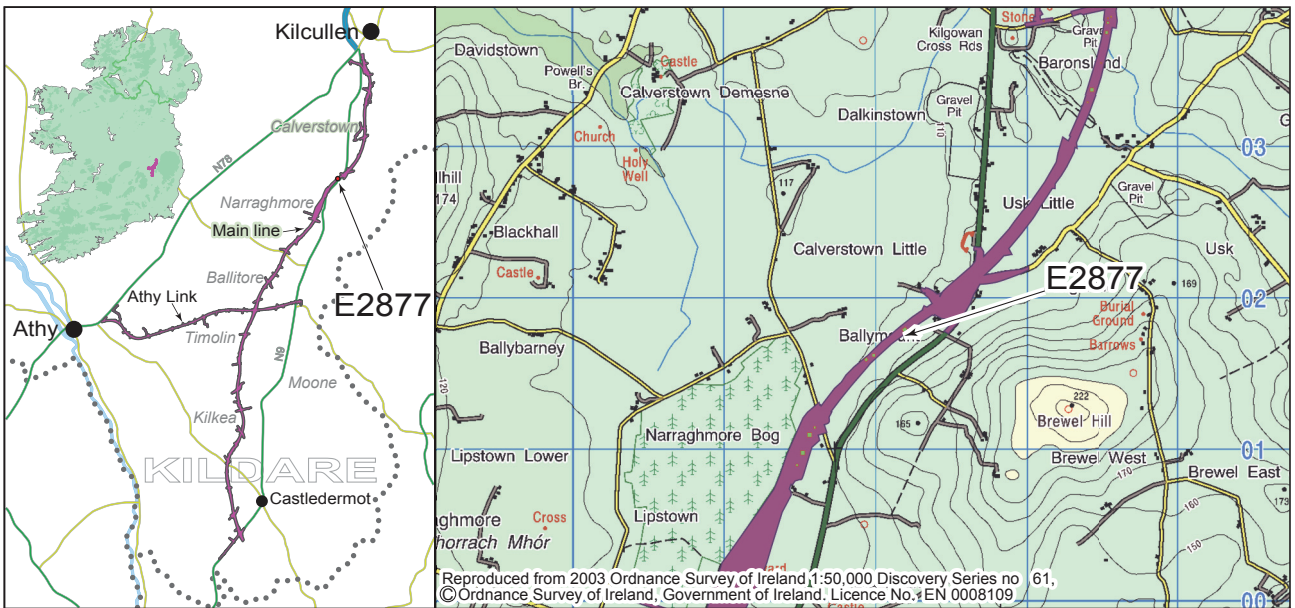 Kilcullen
Calverstown
N78
Narraghmore
Main line
Ballitore
E2877
Athy Link
Athy
Timolin
N9
Moone
Kilkea
KILDARE
Castledermot
Davidstown
Powell's
Br.
Castle
Calverstown Demesne
Church
Holy
Well
Kilgowan
Cross Rds
Stone
Gravel
Pit
Baronsland
Dalkinstown
Gravel
Pit
110
03
174
117
Blackhall
Castle
Usk Little
Gravel
Pit
Usk
Calverstown Little
E2877
169
02
Burial
Ground
Barrows
Ballybarney
120
222
Brewel Hill
165
Narraghmore Bog
01
Lipstown Lower
Brewel West
170
Brewel East
173
160
Cross
Lipstown
150
horrach Mhór
Reproduced from 2003 Ordnance Survey of Ireland 1:50,000 Discovery Series no 61,
© Ordnance Survey of Ireland, Government of Ireland. Licence No. EN 0008109
00